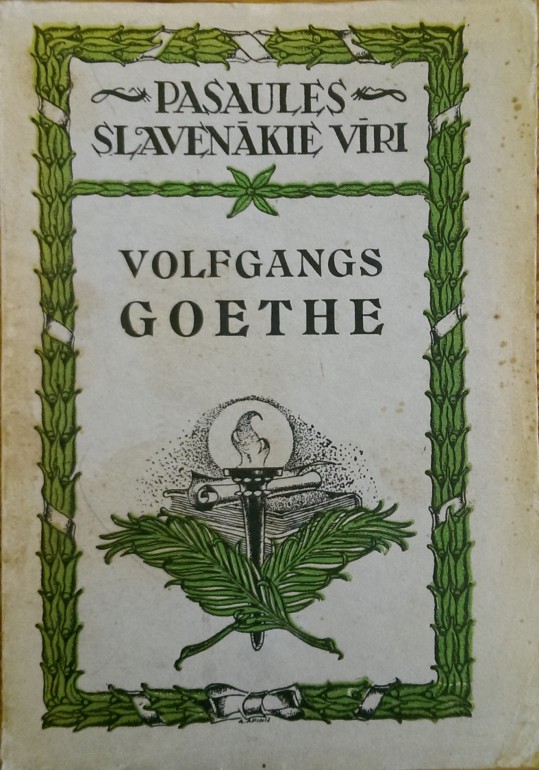 PASAULES
SLAVENĀKIE VĪRI
VOLFGANGS
GOETHE